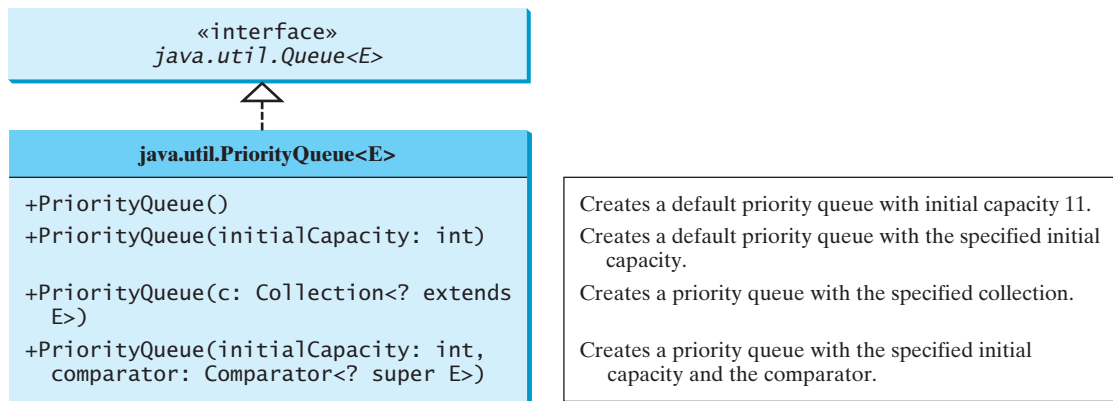 «interface»
java.util.Queue<E>
java.util.PriorityQueue<E>
+PriorityQueue()
+PriorityQueue(initialCapacity: int)
+PriorityQueue(c: Collection<? extends
E>)
+PriorityQueue(initialCapacity: int,
comparator: Comparator<? super E>)
Creates a default priority queue with initial capacity 11.
Creates a default priority queue with the specified initial
capacity.
Creates a priority queue with the specified collection.
Creates a priority queue with the specified initial
capacity and the comparator.